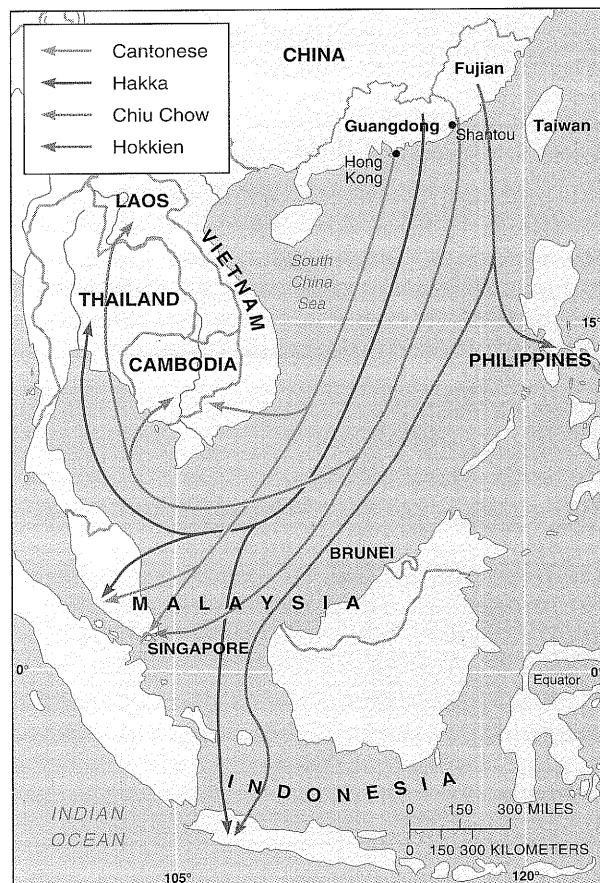 Cantonese
Hakka
Chiu Chow
Hokkien
CHINA
Fujian
Guangdong
Shantou
Taiwan
Hong
Kong
LAOS
VIETNAM
South
China
Sea
THAILAND
15°
CAMBODIA
PHILIPPINES
BRUNEI
MALAYSIA
SINGAPORE
0°
0°
Equator
INDONESIA
INDIAN
OCEAN
0 150 300 MILES
0 150 300 KILOMETERS
105°
120°